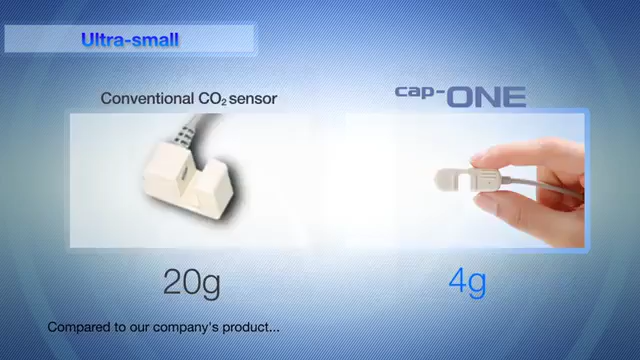 Ultra-small
Conventional CO₂ sensor
cap-ONE
20g
4g
Compared to our company's product...